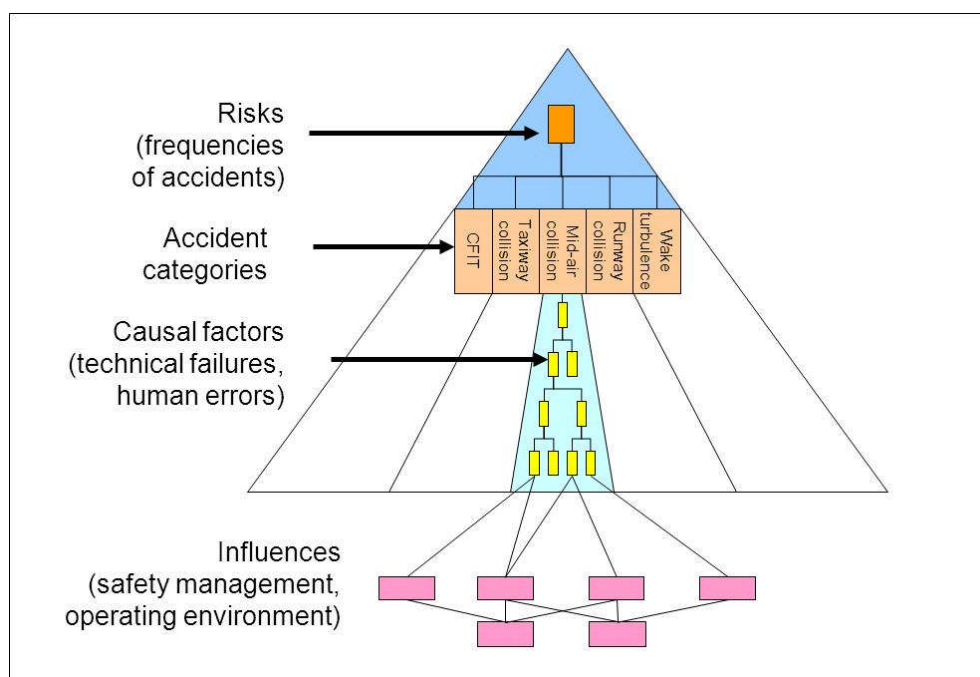 Risks
(frequencies
of accidents)
Accident
categories
CFIT
Taxiway
collision
Mid-air
collision
Runway
collision
Wake
turbulence
Causal factors
(technical failures,
human errors)
Influences
(safety management,
operating environment)